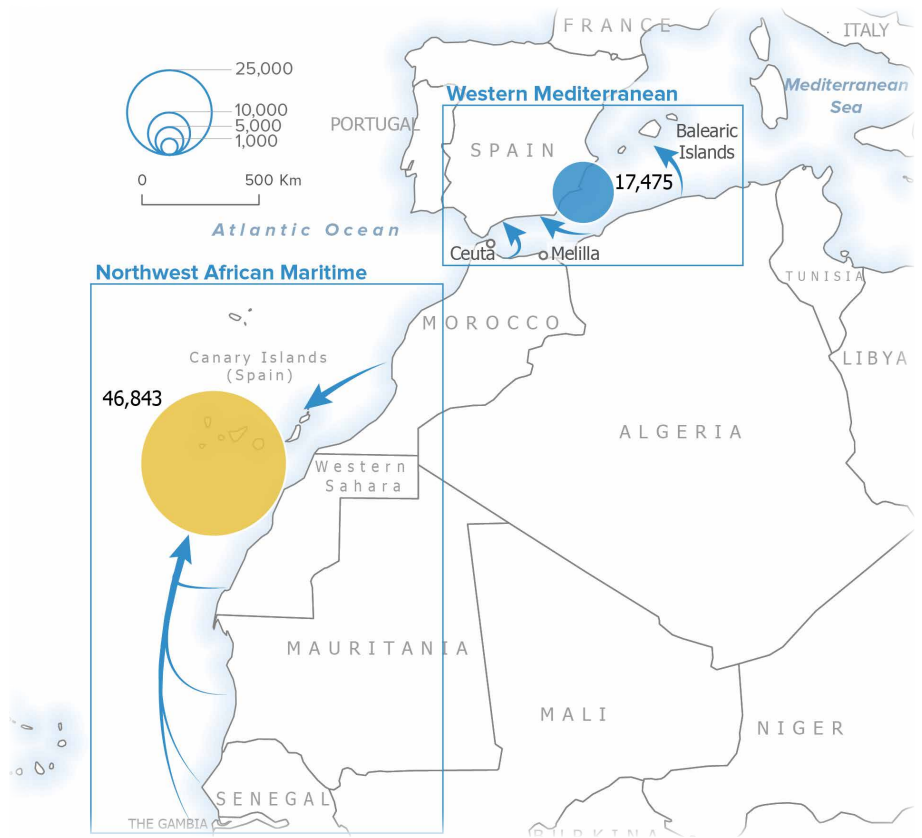 FRANCE
ITALY
25,000
10,000
5,000
1,000
0
500 Km
PORTUGAL
Western Mediterranean
Mediterranean
Sea
SPAIN
Balearic
Islands
17,475
Atlantic Ocean
Ceuta
Melilla
TUNISIA
Northwest African Maritime
MOROCCO
LIBYA
Canary Islands
(Spain)
46,843
ALGERIA
Western
Sahara
MAURITANIA
MALI
NIGER
SENEGAL
THE GAMBIA
BURKINA